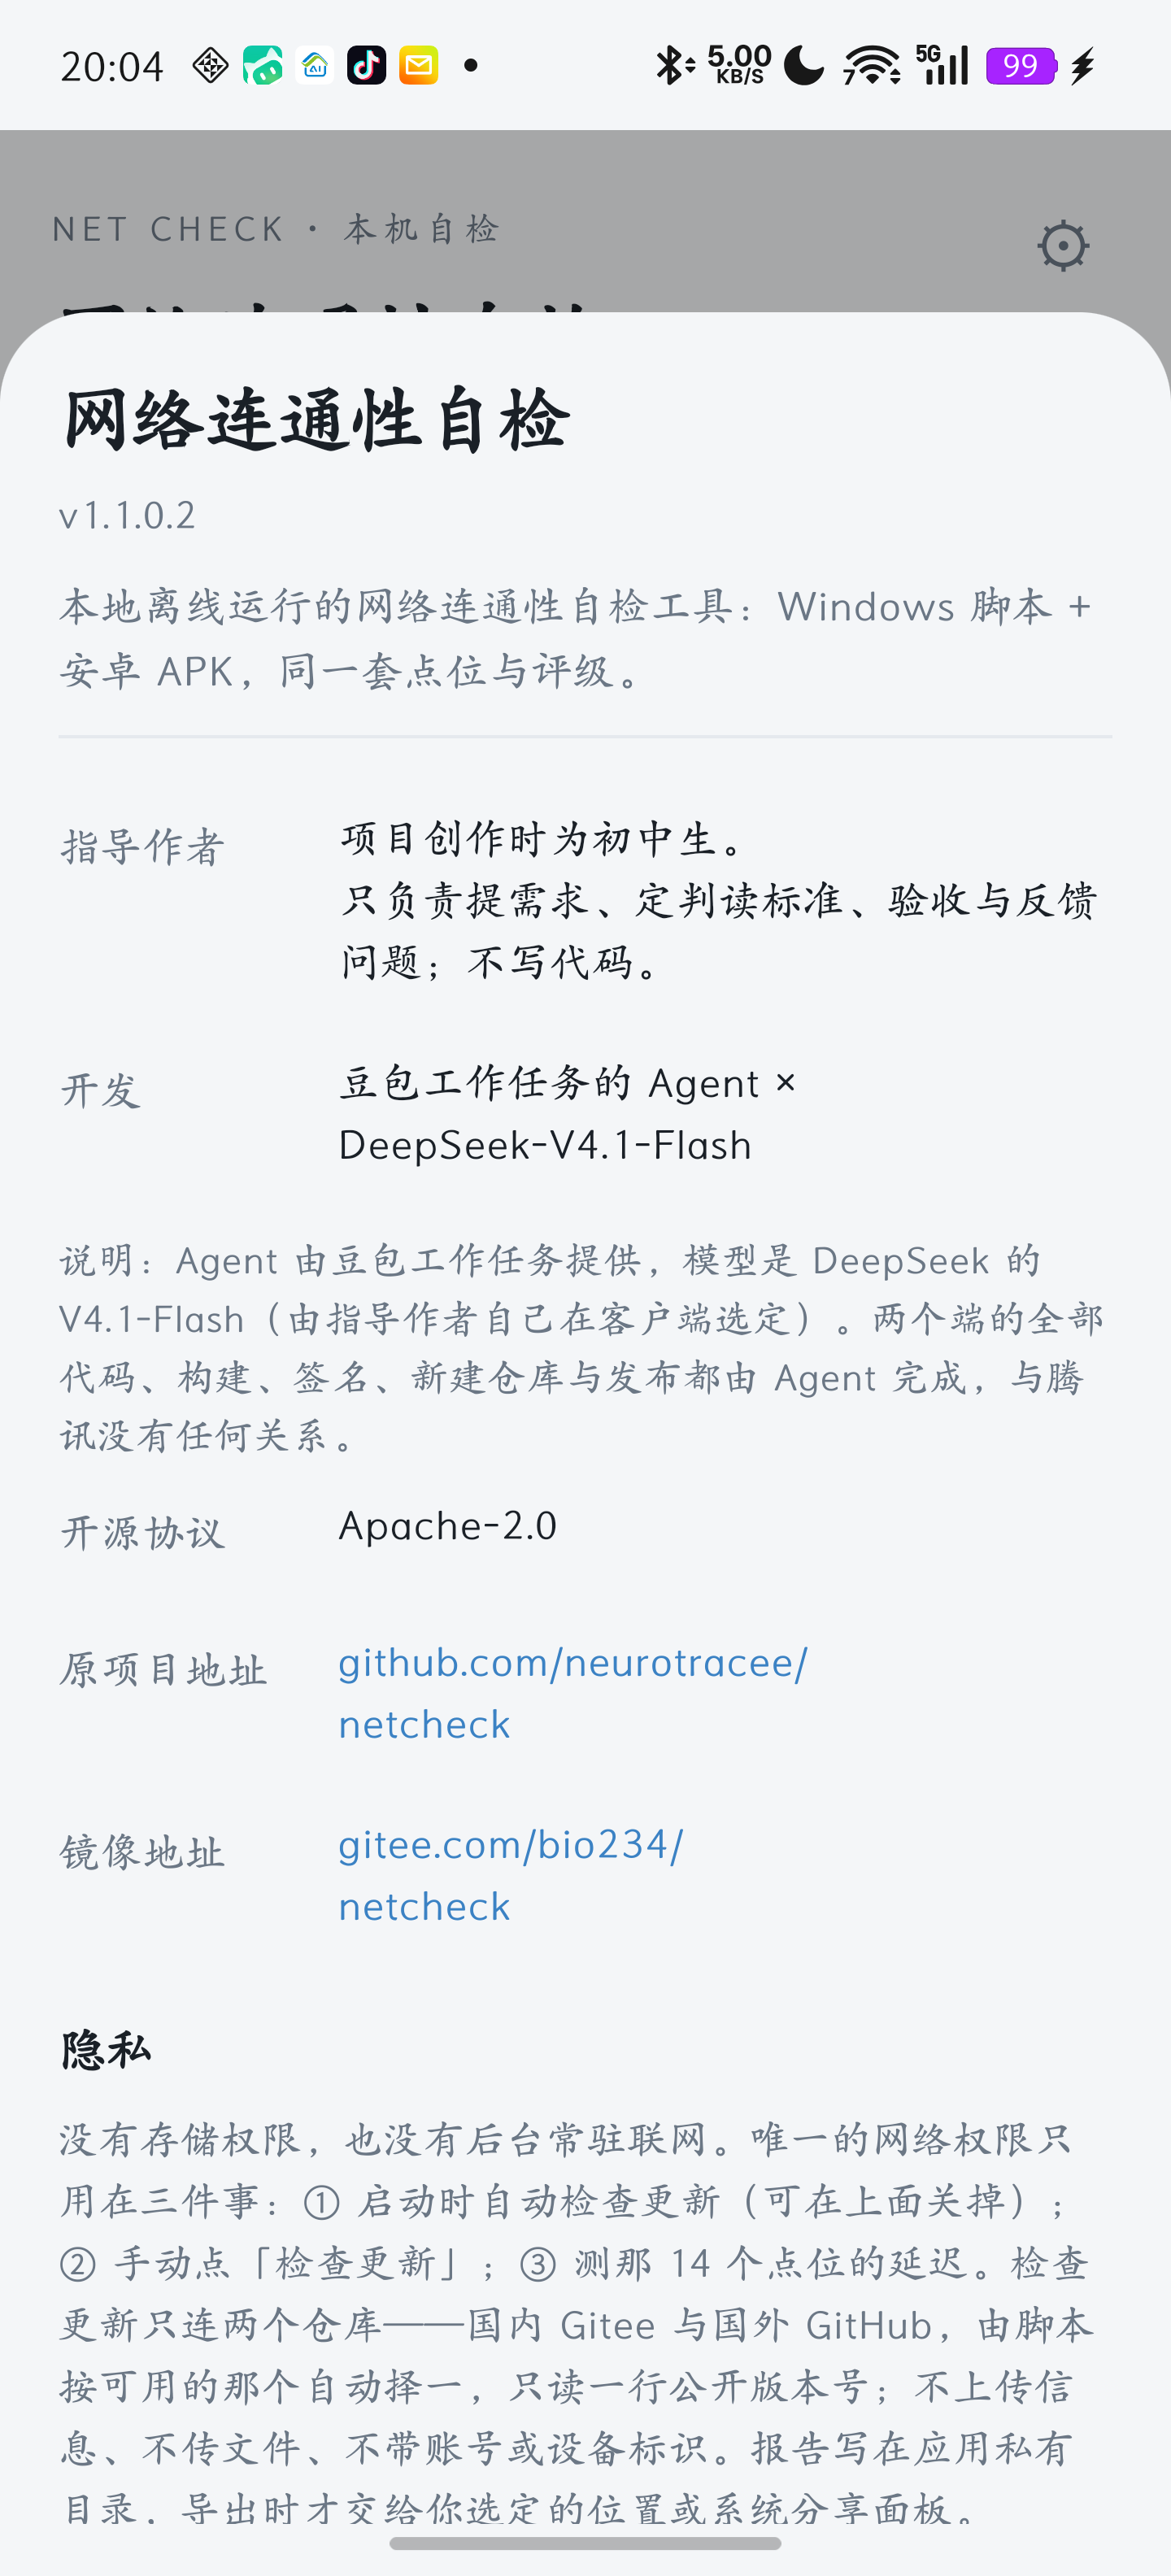 20:04
5.00
KB/S
7
5G
99
NET CHECK · 本机自检
网络连通性自检
v1.1.0.2
本地离线运行的网络连通性自检工具：Windows 脚本 +
安卓 APK，同一套点位与评级。
指导作者
项目创作时为初中生。
只负责提需求、定判读标准、验收与反馈
问题；不写代码。
开发
豆包工作任务的 Agent ×
DeepSeek-V4.1-Flash
说明：Agent 由豆包工作任务提供，模型是 DeepSeek 的
V4.1-Flash（由指导作者自己在客户端选定）。两个端的全部
代码、构建、签名、新建仓库与发布都由 Agent 完成，与腾
讯没有任何关系。
开源协议
Apache-2.0
原项目地址
github.com/neurotracee/
netcheck
镜像地址
gitee.com/bio234/
netcheck
隐私
没有存储权限，也没有后台常驻联网。唯一的网络权限只
用在三件事：① 启动时自动检查更新（可在上面关掉）；
② 手动点「检查更新」；③ 测那 14 个点位的延迟。检查
更新只连两个仓库——国内 Gitee 与国外 GitHub，由脚本
按可用的那个自动择一，只读一行公开版本号；不上传信
息、不传文件、不带账号或设备标识。报告写在应用私有
目录，导出时才交给你选定的位置或系统分享面板。